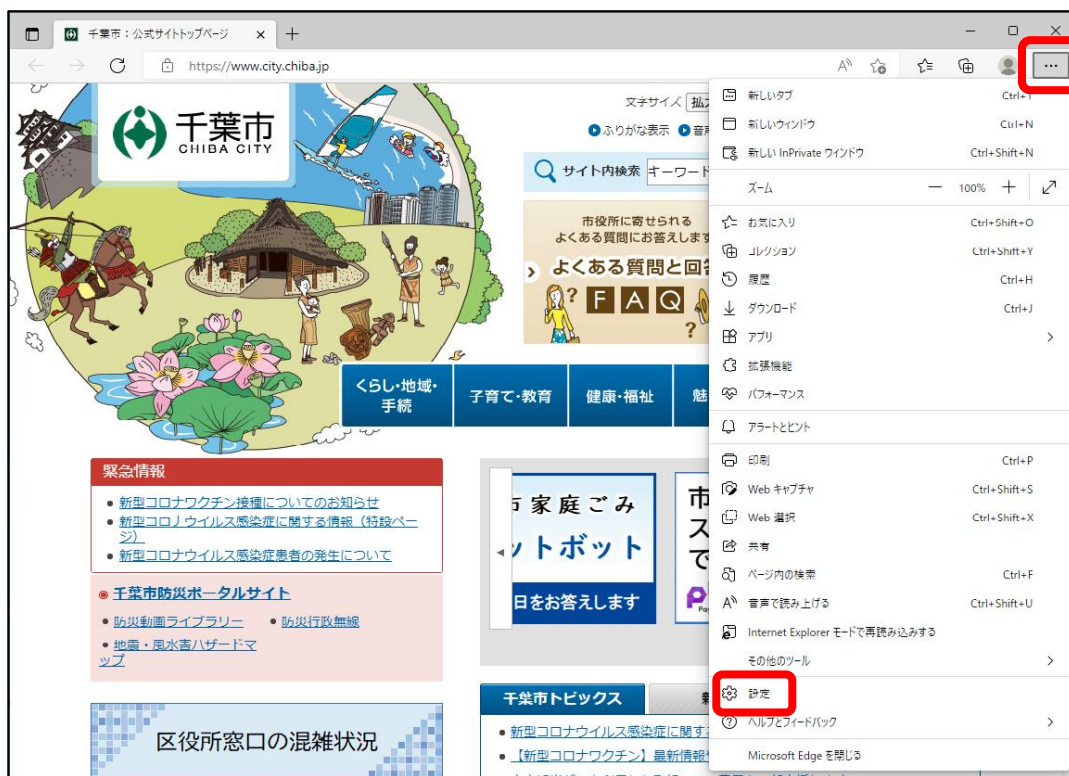 千葉市：公式サイトトップページ
https://www.city.chiba.jp
千葉市
CHIBA CITY
文字サイズ
ふりがな表示
サイト内検索 キーワード
市役所に寄せられる
よくある質問にお答えします
よくある質問と回答
? FAQ
?
くらし・地域・
手続
子育て・教育
健康・福祉
魅
緊急情報
新型コロナワクチン接種についてのお知らせ
新型コロナウイルス感染症に関する情報（特設ペー
ジ）
新型コロナウイルス感染症患者の発生について
千葉市防災ポータルサイト
防災動画ライブラリー
防災行政無線
地震・風水害ハザードマ
ップ
区役所窓口の混雑状況
家庭ごみ
ットボット
日をお答えします
市
ス
で
Pay
千葉市トピックス
新型コロナウイルス感染症に関す
【新型コロナワクチン】最新情報
新しいタブ Ctrl+T
新しいウィンドウ Ctrl+N
新しい InPrivate ウィンドウ Ctrl+Shift+N
ズーム — 100% +
お気に入り Ctrl+Shift+O
コレクション Ctrl+Shift+Y
履歴 Ctrl+H
ダウンロード Ctrl+J
アプリ
拡張機能
パフォーマンス
アラートとヒント
印刷 Ctrl+P
Web キャプチャ Ctrl+Shift+S
Web 選択 Ctrl+Shift+X
共有
ページ内の検索 Ctrl+F
音声で読み上げる Ctrl+Shift+U
Internet Explorer モードで再読み込みする
その他のツール
設定
ヘルプとフィードバック
Microsoft Edge を閉じる